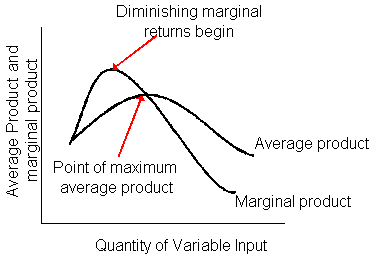 Diminishing marginal
returns begin
Average Product and
marginal product
Average product
Point of maximum
average product
Marginal product
Quantity of Variable Input